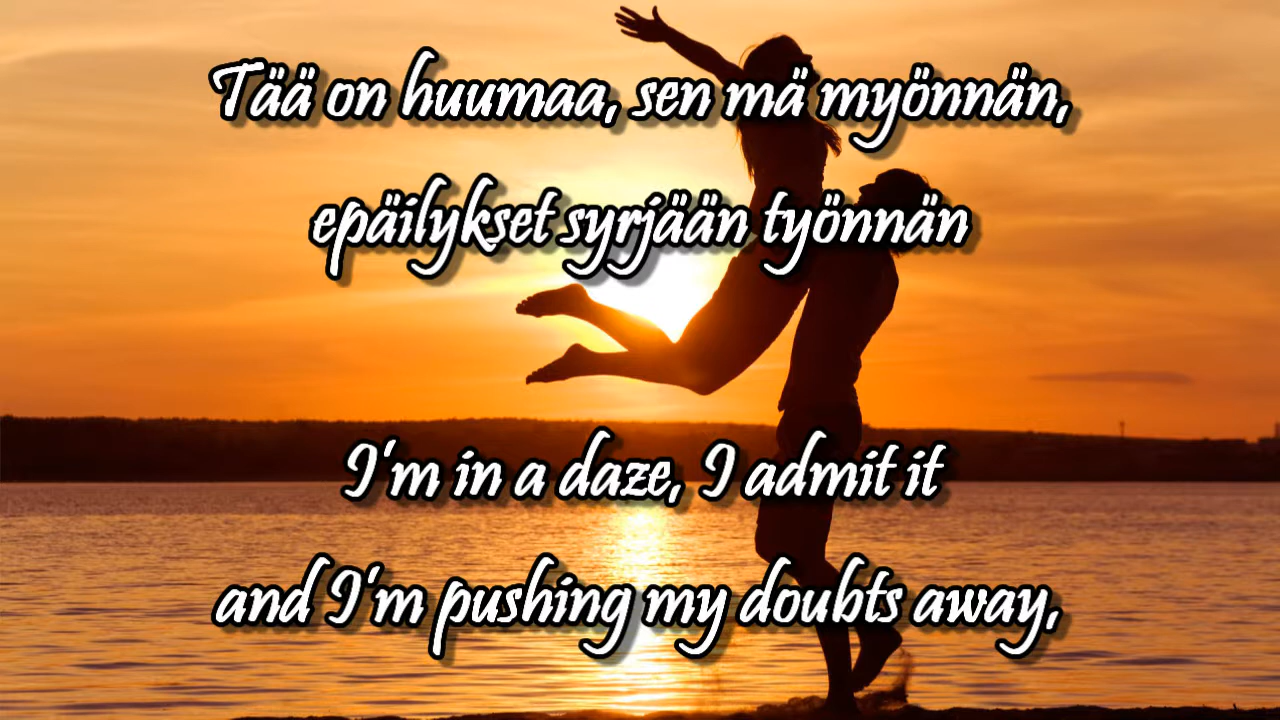 Tää on huumaa, sen mä myönnän,
epäilykset syrjään työnnän
I'm in a daze, I admit it
and I'm pushing my doubts away,